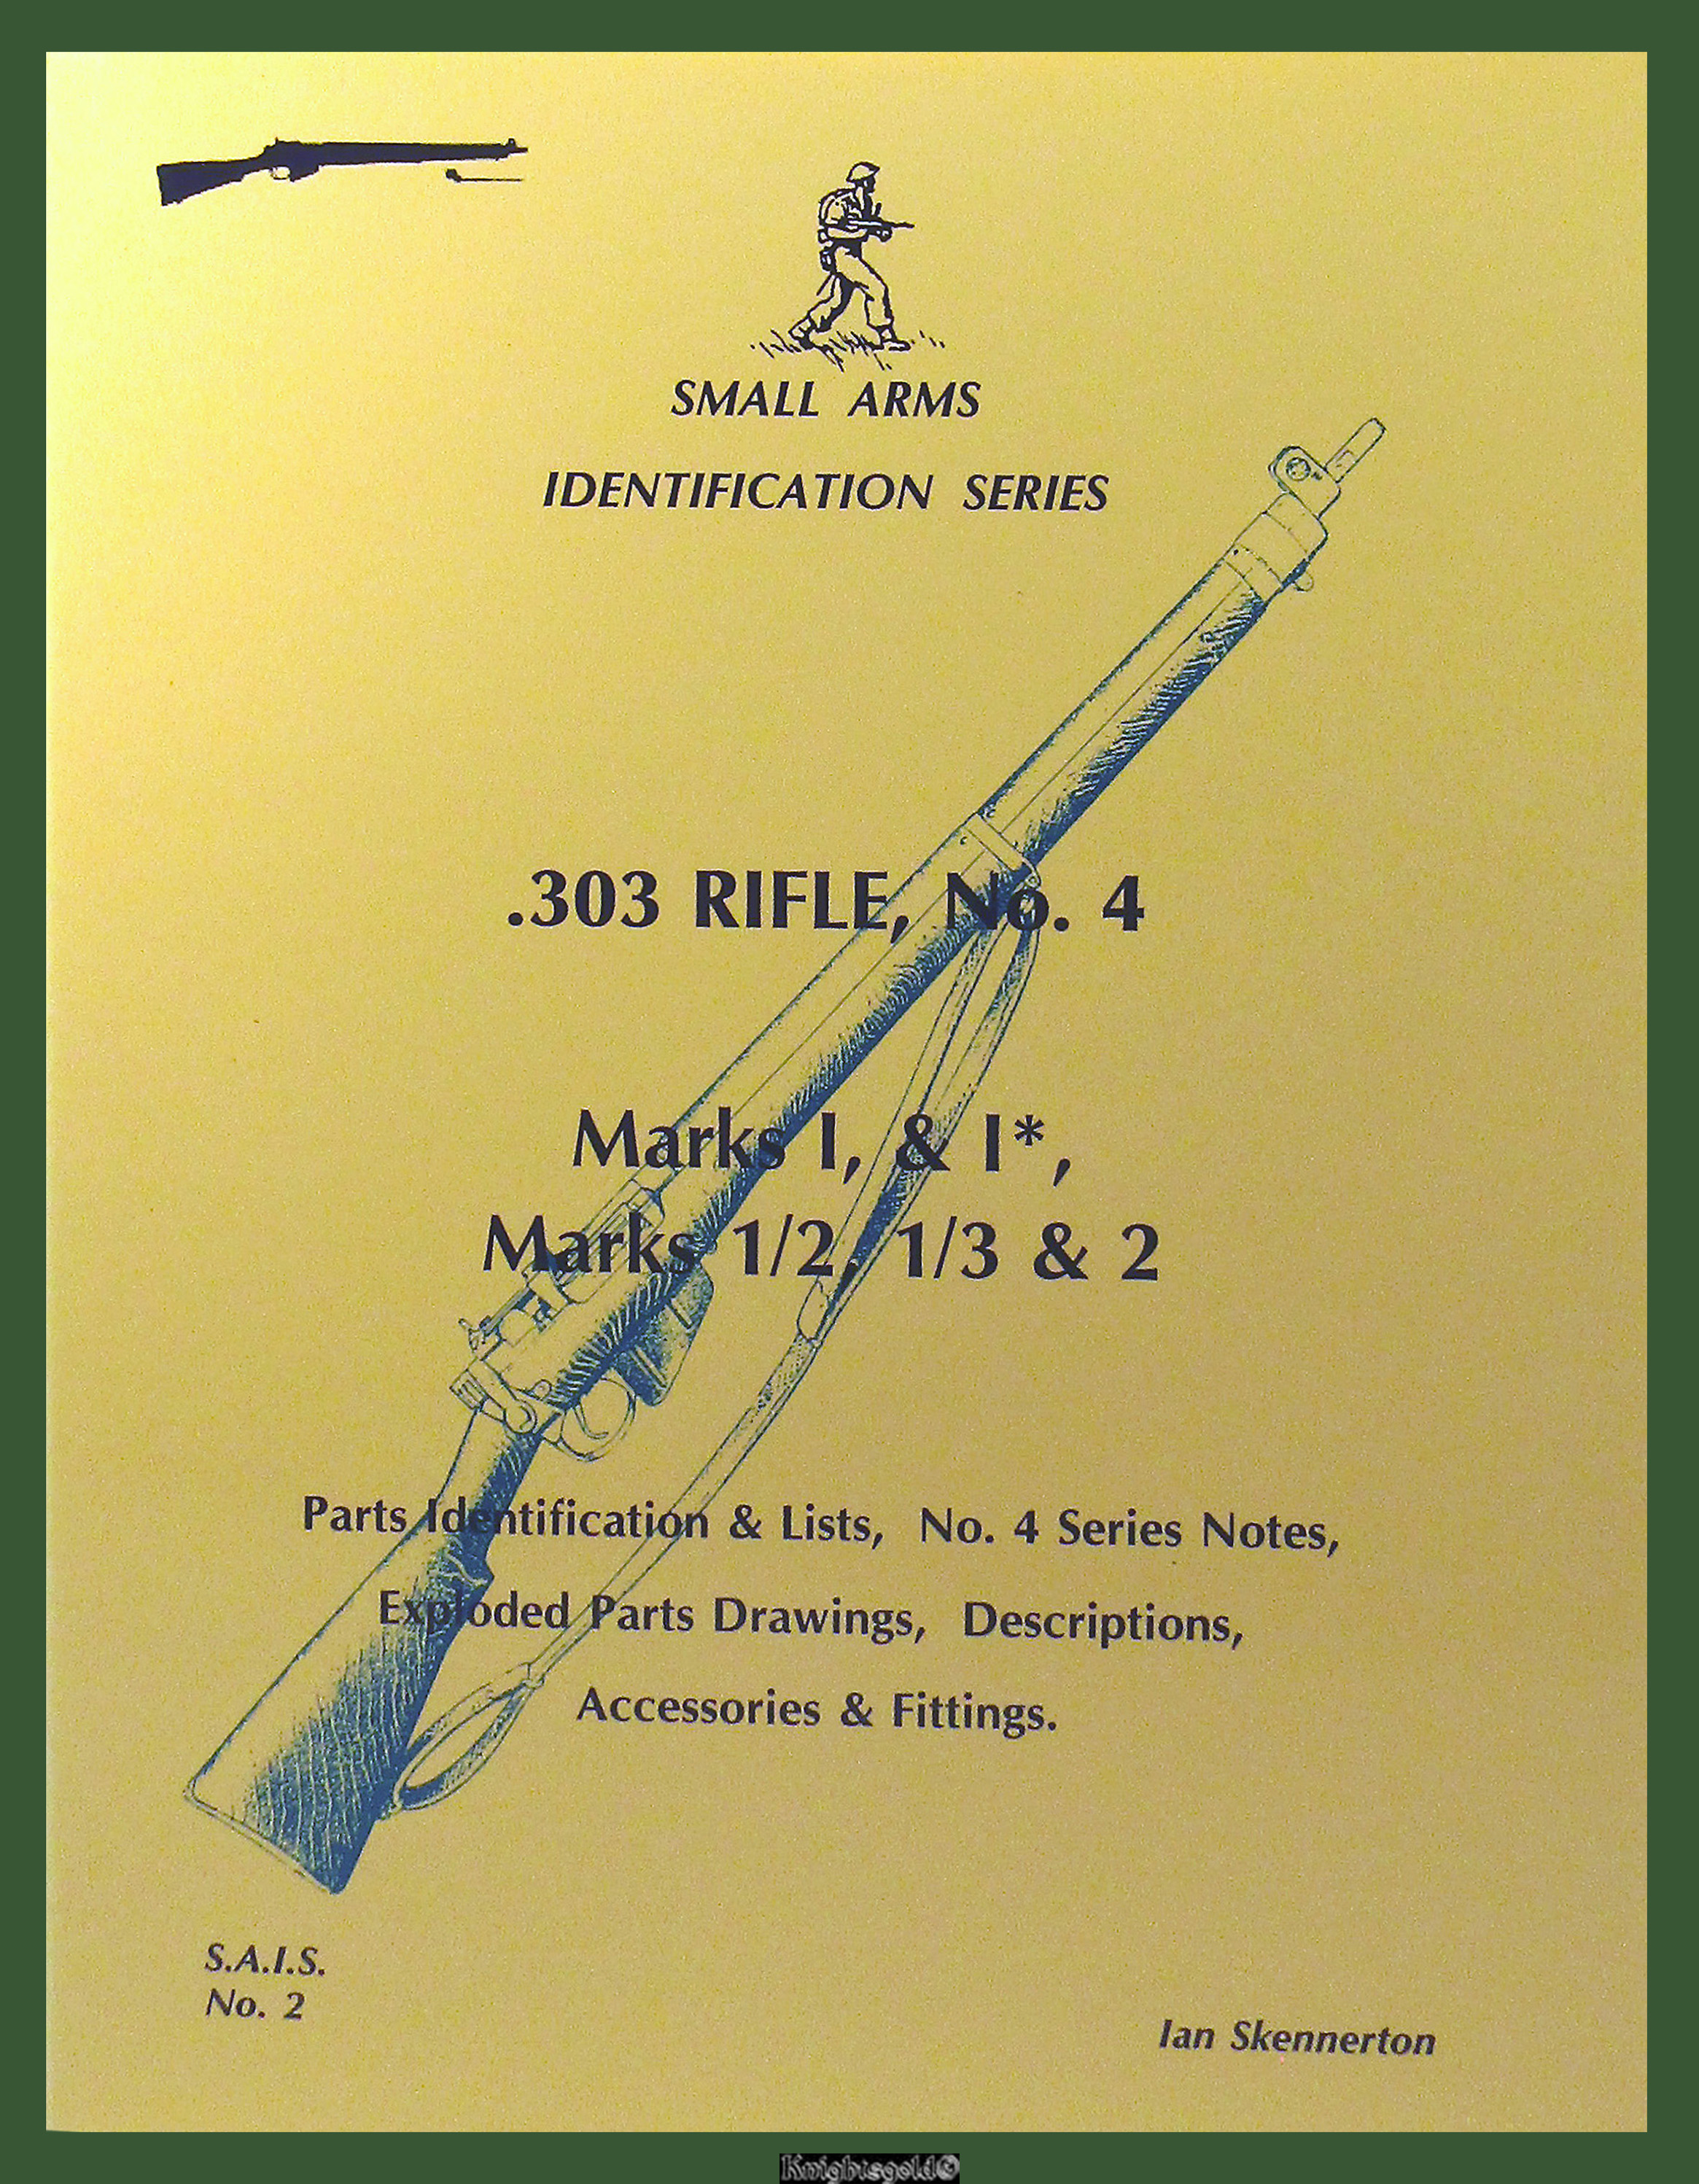 SMALL ARMS
IDENTIFICATION SERIES
.303 RIFLE, No. 4
Marks I, & I*,
Marks 1/2, 1/3 & 2
Parts Identification & Lists, No. 4 Series Notes,
Exploded Parts Drawings, Descriptions,
Accessories & Fittings.
S.A.I.S.
No. 2
Ian Skennerton
Knightsgold©